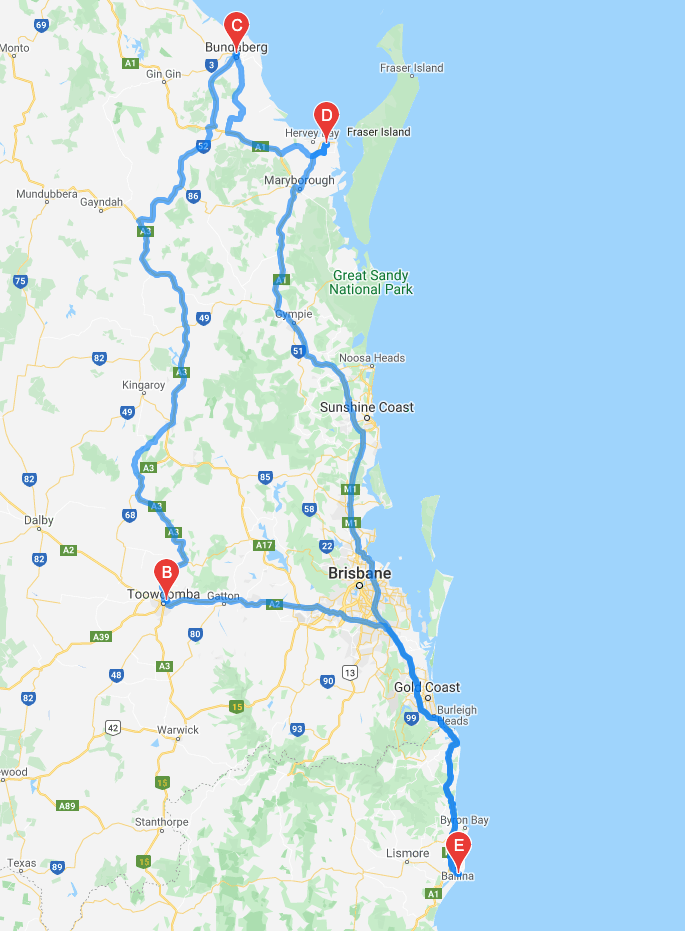 69
C
Monto
Bundaberg
A1
3
Gin Gin
Fraser Island
D
Hervey Bay
Fraser Island
52
A1
Maryborough
Mundubbera
86
Gayndah
A3
75
A1
Great Sandy
National Park
49
Gympie
51
82
Noosa Heads
A3
Kingaroy
49
Sunshine Coast
A3
82
85
M1
A3
68
58
Dalby
M1
A3
82
A2
A17
22
B
Brisbane
Toowoomba
Gatton
A2
A39
80
A3
48
90
13
Gold Coast
82
15
99
Burleigh
Heads
42
93
Warwick
wood
15
A89
Stanthorpe
Byron Bay
E
Texas
89
15
Lismore
Ballina
A1